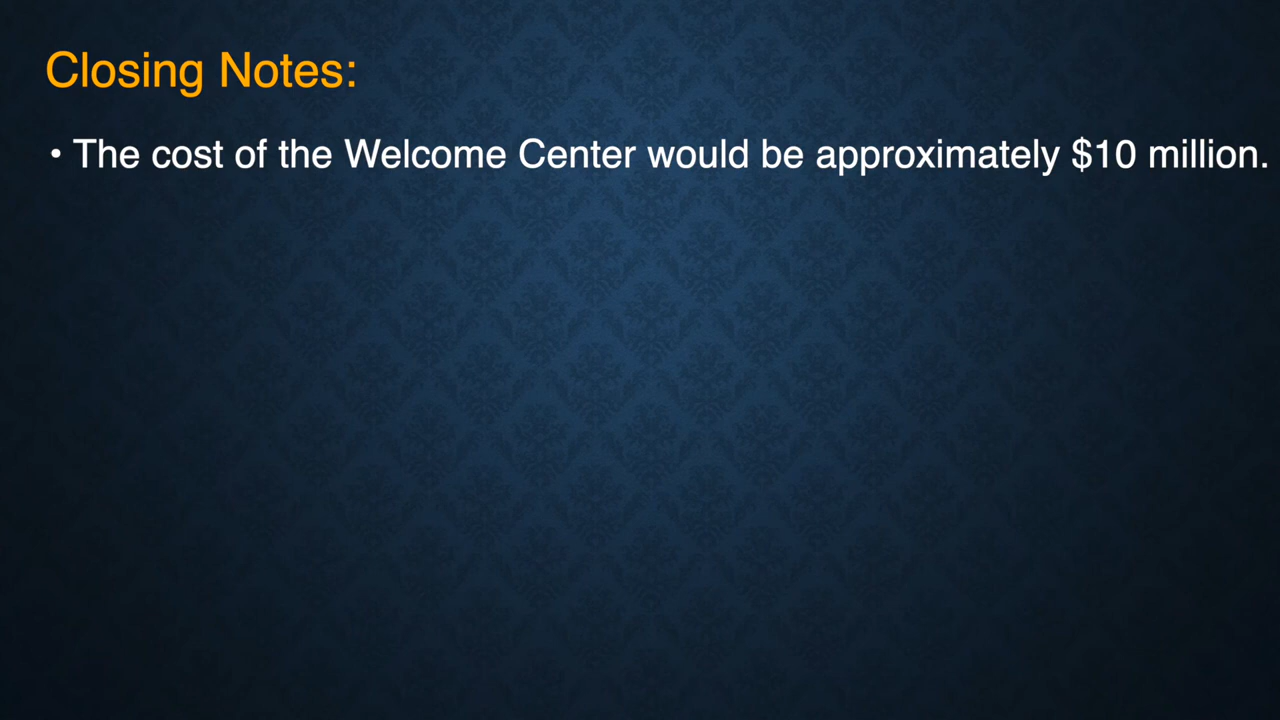 Closing Notes:
• The cost of the Welcome Center would be approximately $10 million.